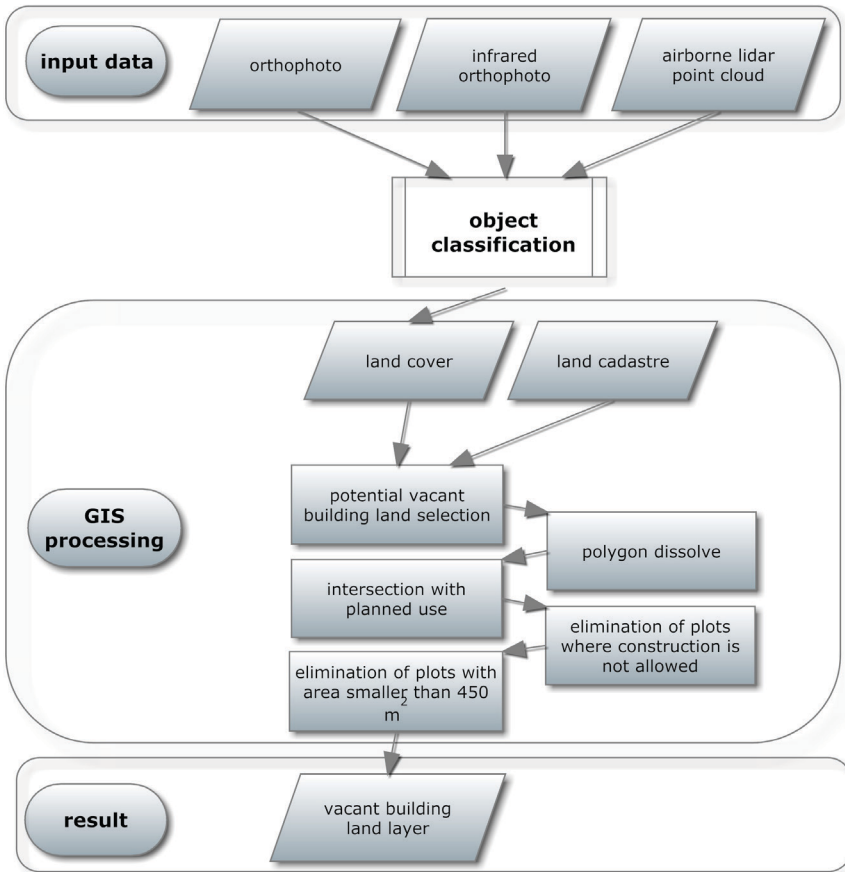 input data
orthophoto
infrared
orthophoto
airborne lidar
point cloud
object
classification
land cover
land cadastre
GIS
processing
potential vacant
building land selection
polygon dissolve
intersection with
planned use
elimination of plots
where construction is
not allowed
elimination of plots with
area smaller than 450
m²
result
vacant building
land layer